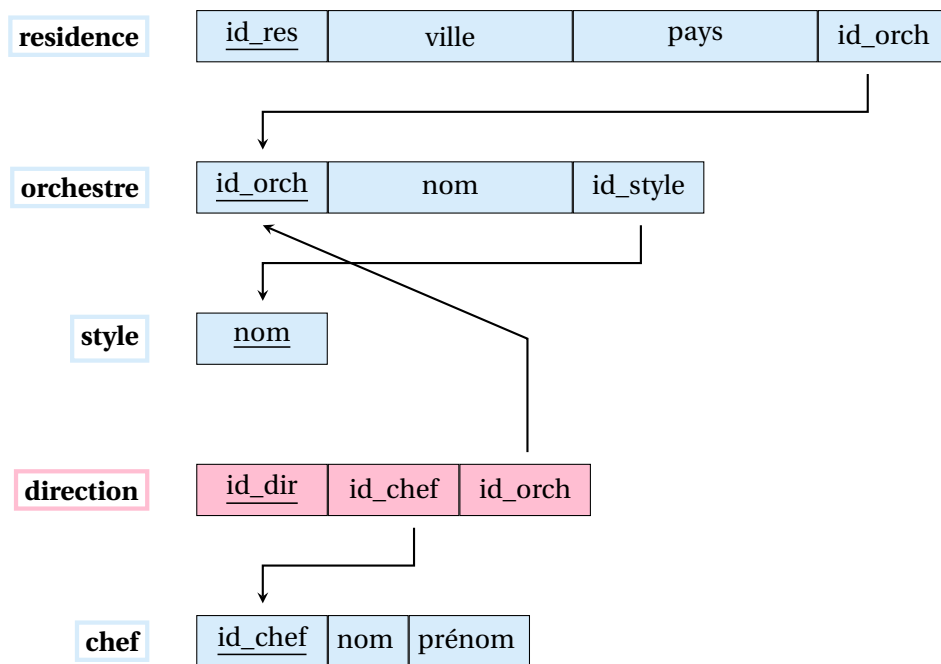 residence id_res ville pays id_orch
orchestre id_orch nom id_style
style nom
direction id_dir id_chef id_orch
chef id_chef nom prénom